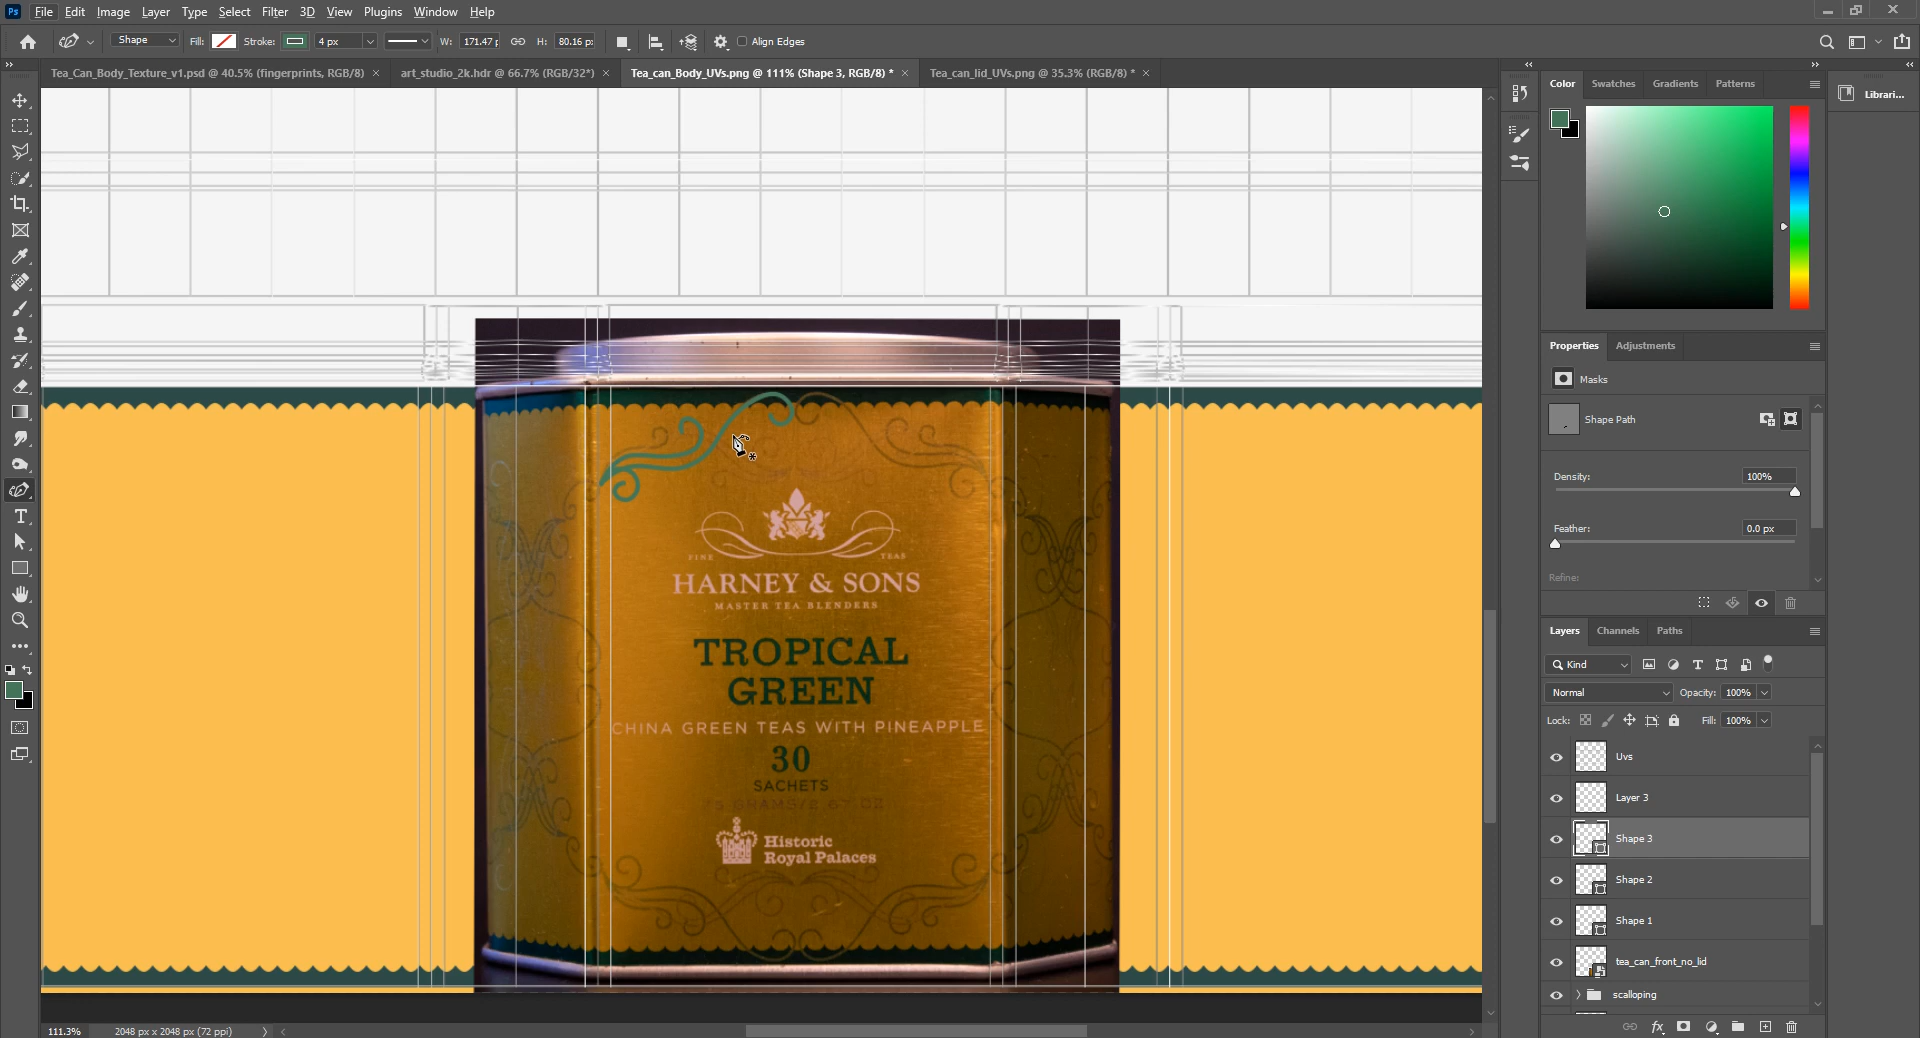 Ps File Edit Image Layer Type Select Filter 3D View Plugins Window Help
Shape Fill: Stroke: 4 px W: 171.47 p H: 80.16 p: Align Edges
Tea_Can_Body_Texture_v1.psd @ 40.5% (fingerprints, RGB/8) × art_studio_2k.hdr @ 66.7% (RGB/32*) × Tea_can_Body_UVs.png @ 111% (Shape 3, RGB/8) * × Tea_can_lid_UVs.png @ 35.3% (RGB/8) * ×
Color Swatches Gradients Patterns
Librari...
Properties Adjustments
Masks
Shape Path
Density: 100%
Feather: 0.0 px
Refine:
Layers Channels Paths
Kind
Normal Opacity: 100%
Lock: Fill: 100%
Uvs
Layer 3
Shape 3
Shape 2
Shape 1
tea_can_front_no_lid
scalloping
FINE TEAS
HARNEY & SONS
MASTER TEA BLENDERS
TROPICAL
GREEN
CHINA GREEN TEAS WITH PINEAPPLE
30
SACHETS
Historic
Royal Palaces
111.3% 2048 px x 2048 px (72 ppi)